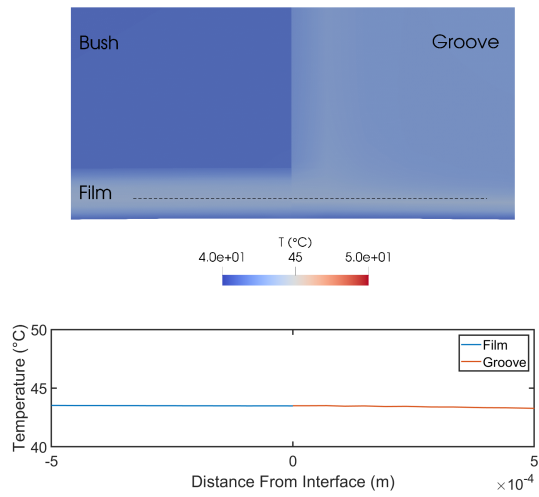 Bush Groove
Film
T (°C)
4.0e+01 45 5.0e+01
Temperature (°C)
50
45
40
Film
Groove
-5 0 5
Distance From Interface (m)
×10-4